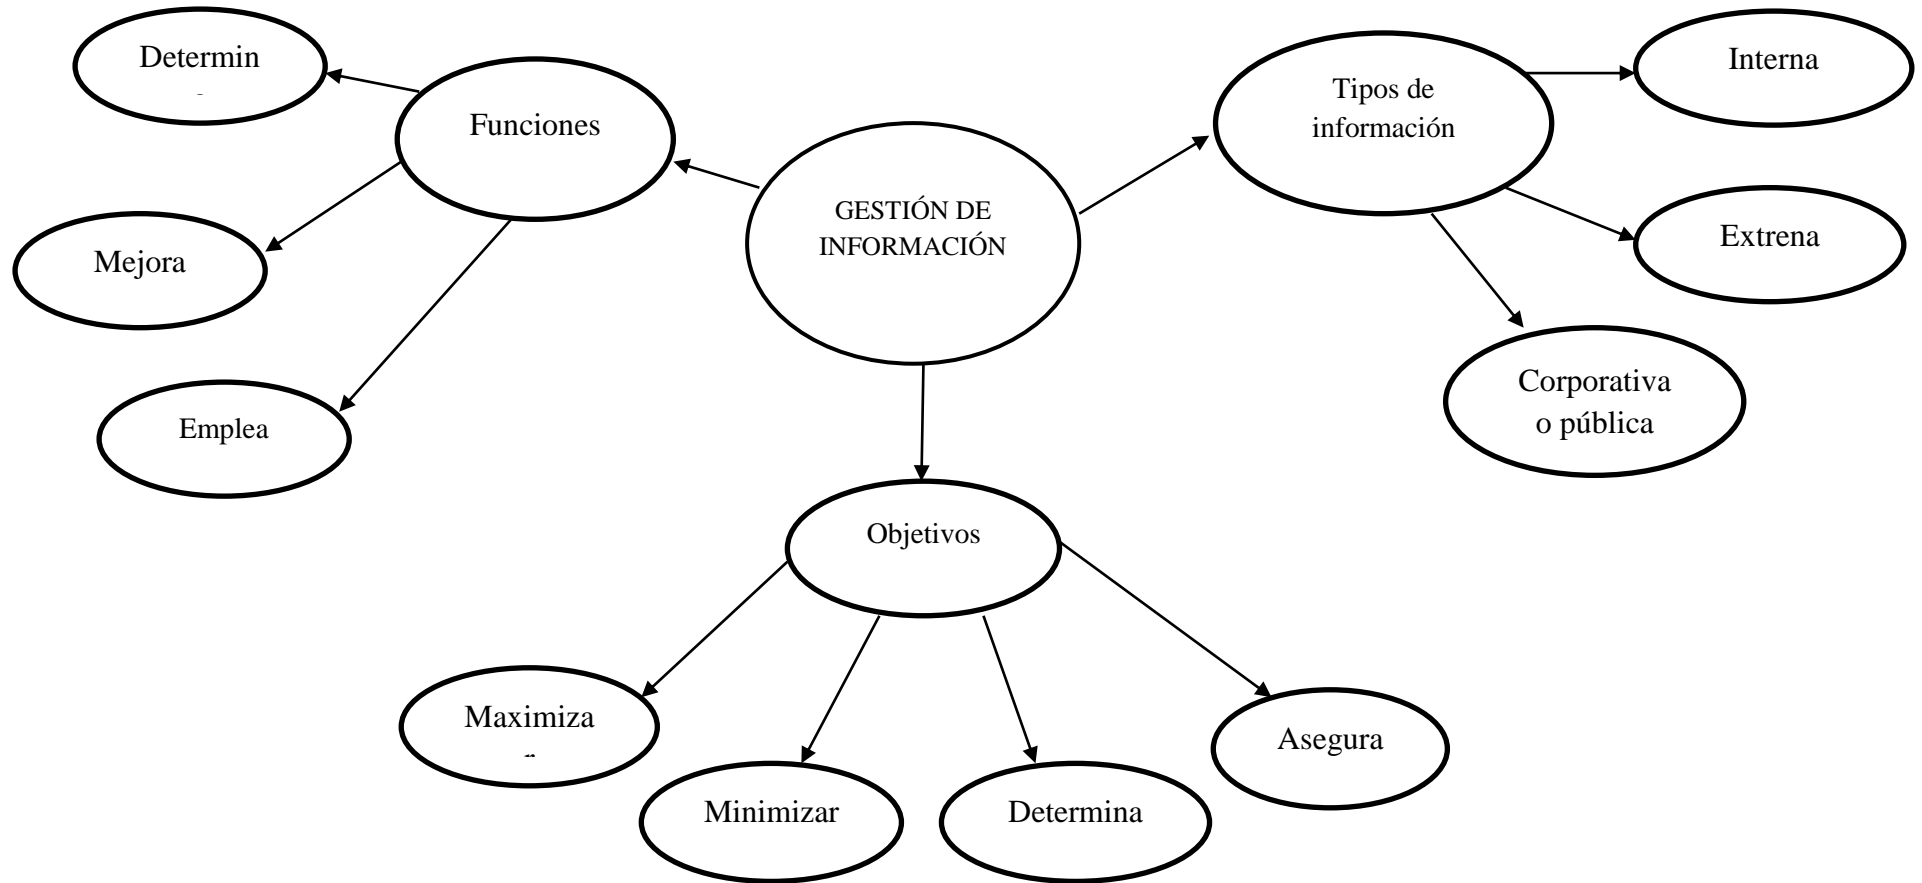 Determin
Funciones
Mejora
Emplea
GESTIÓN DE
INFORMACIÓN
Tipos de
información
Interna
Extrena
Corporativa
o pública
Objetivos
Maximiza
Minimizar
Determina
Asegura